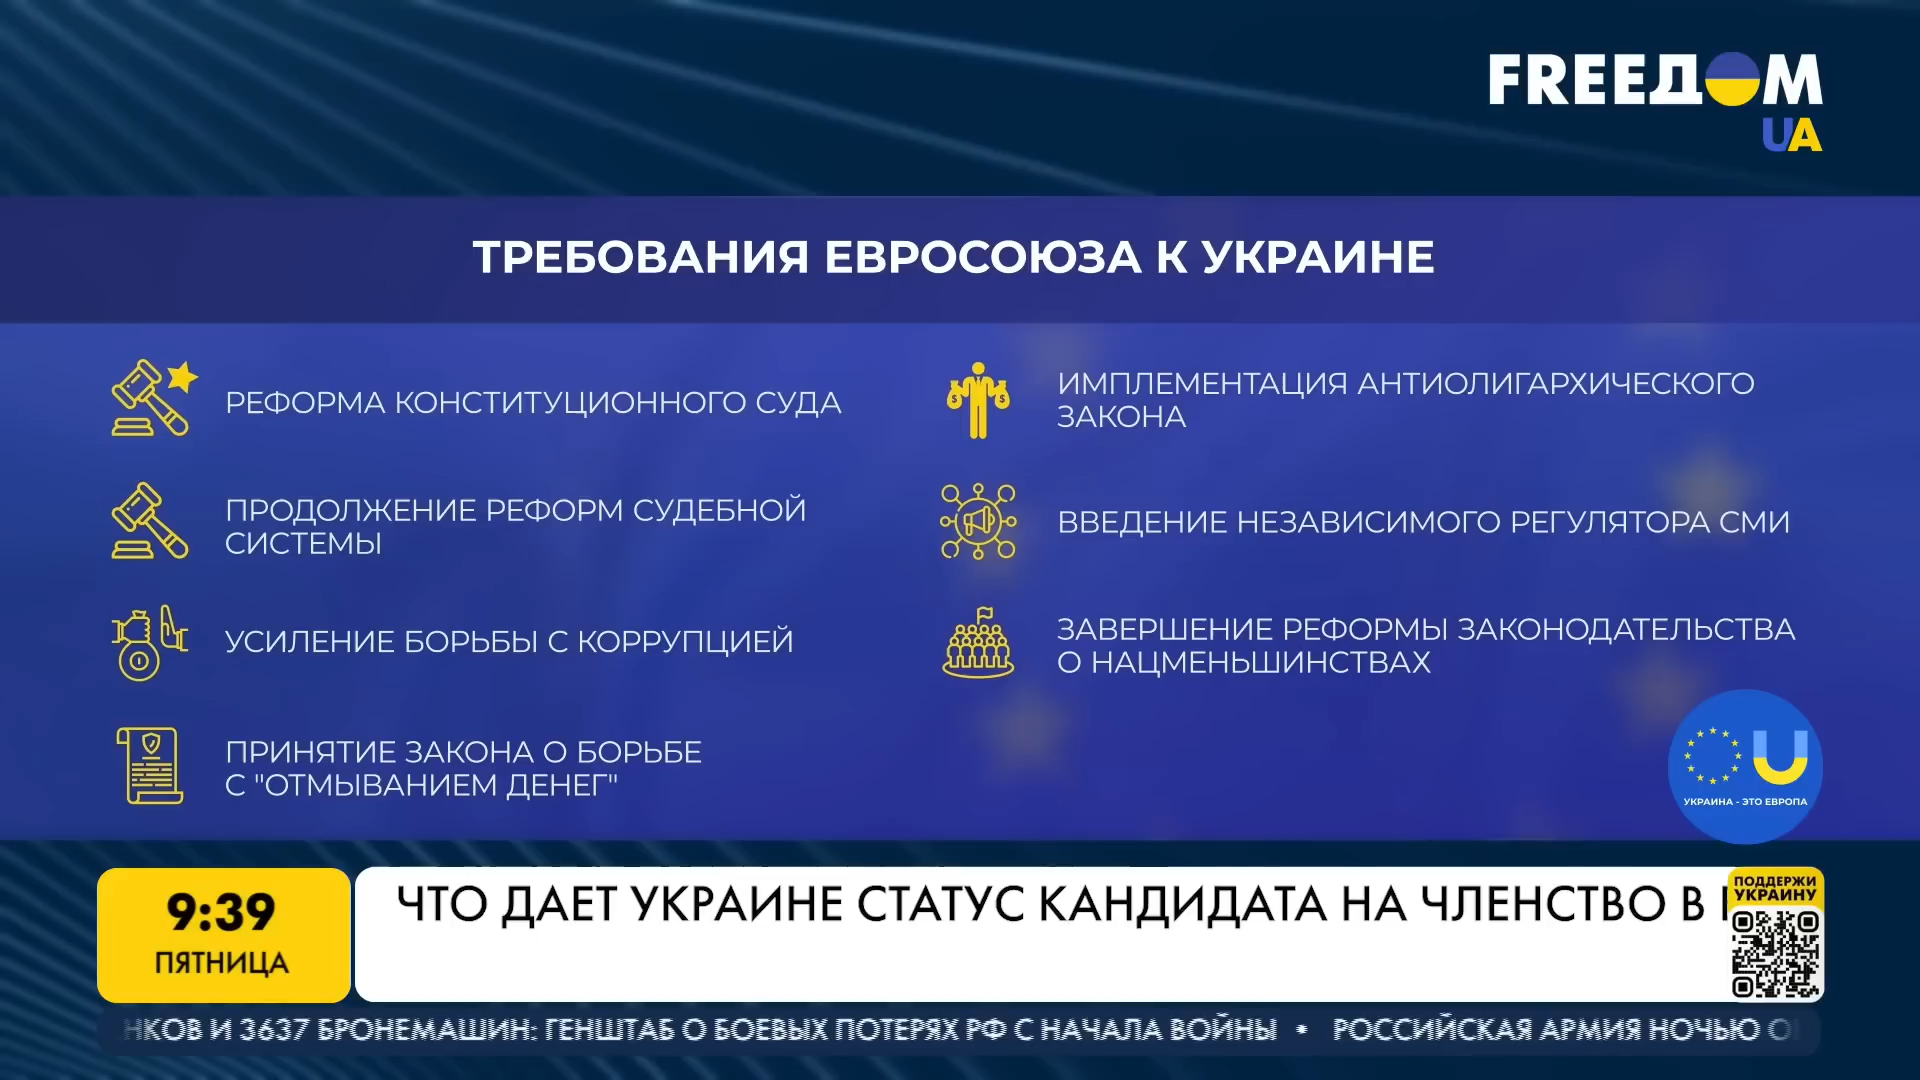 FREEДOM
UA
ТРЕБОВАНИЯ ЕВРОСОЮЗА К УКРАИНЕ
РЕФОРМА КОНСТИТУЦИОННОГО СУДА
ПРОДОЛЖЕНИЕ РЕФОРМ СУДЕБНОЙ
СИСТЕМЫ
УСИЛЕНИЕ БОРЬБЫ С КОРРУПЦИЕЙ
ПРИНЯТИЕ ЗАКОНА О БОРЬБЕ
С "ОТМЫВАНИЕМ ДЕНЕГ"
ИМПЛЕМЕНТАЦИЯ АНТИОЛИГАРХИЧЕСКОГО
ЗАКОНА
ВВЕДЕНИЕ НЕЗАВИСИМОГО РЕГУЛЯТОРА СМИ
ЗАВЕРШЕНИЕ РЕФОРМЫ ЗАКОНОДАТЕЛЬСТВА
О НАЦМЕНЬШИНСТВАХ
U
УКРАИНА - ЭТО ЕВРОПА
9:39
ПЯТНИЦА
ЧТО ДАЕТ УКРАИНЕ СТАТУС КАНДИДАТА НА ЧЛЕНСТВО В
ПОДДЕРЖИ
УКРАИНУ
НКОВ И 3637 БРОНЕМАШИН: ГЕНШТАБ О БОЕВЫХ ПОТЕРЯХ РФ С НАЧАЛА ВОЙНЫ • РОССИЙСКАЯ АРМИЯ НОЧЬЮ